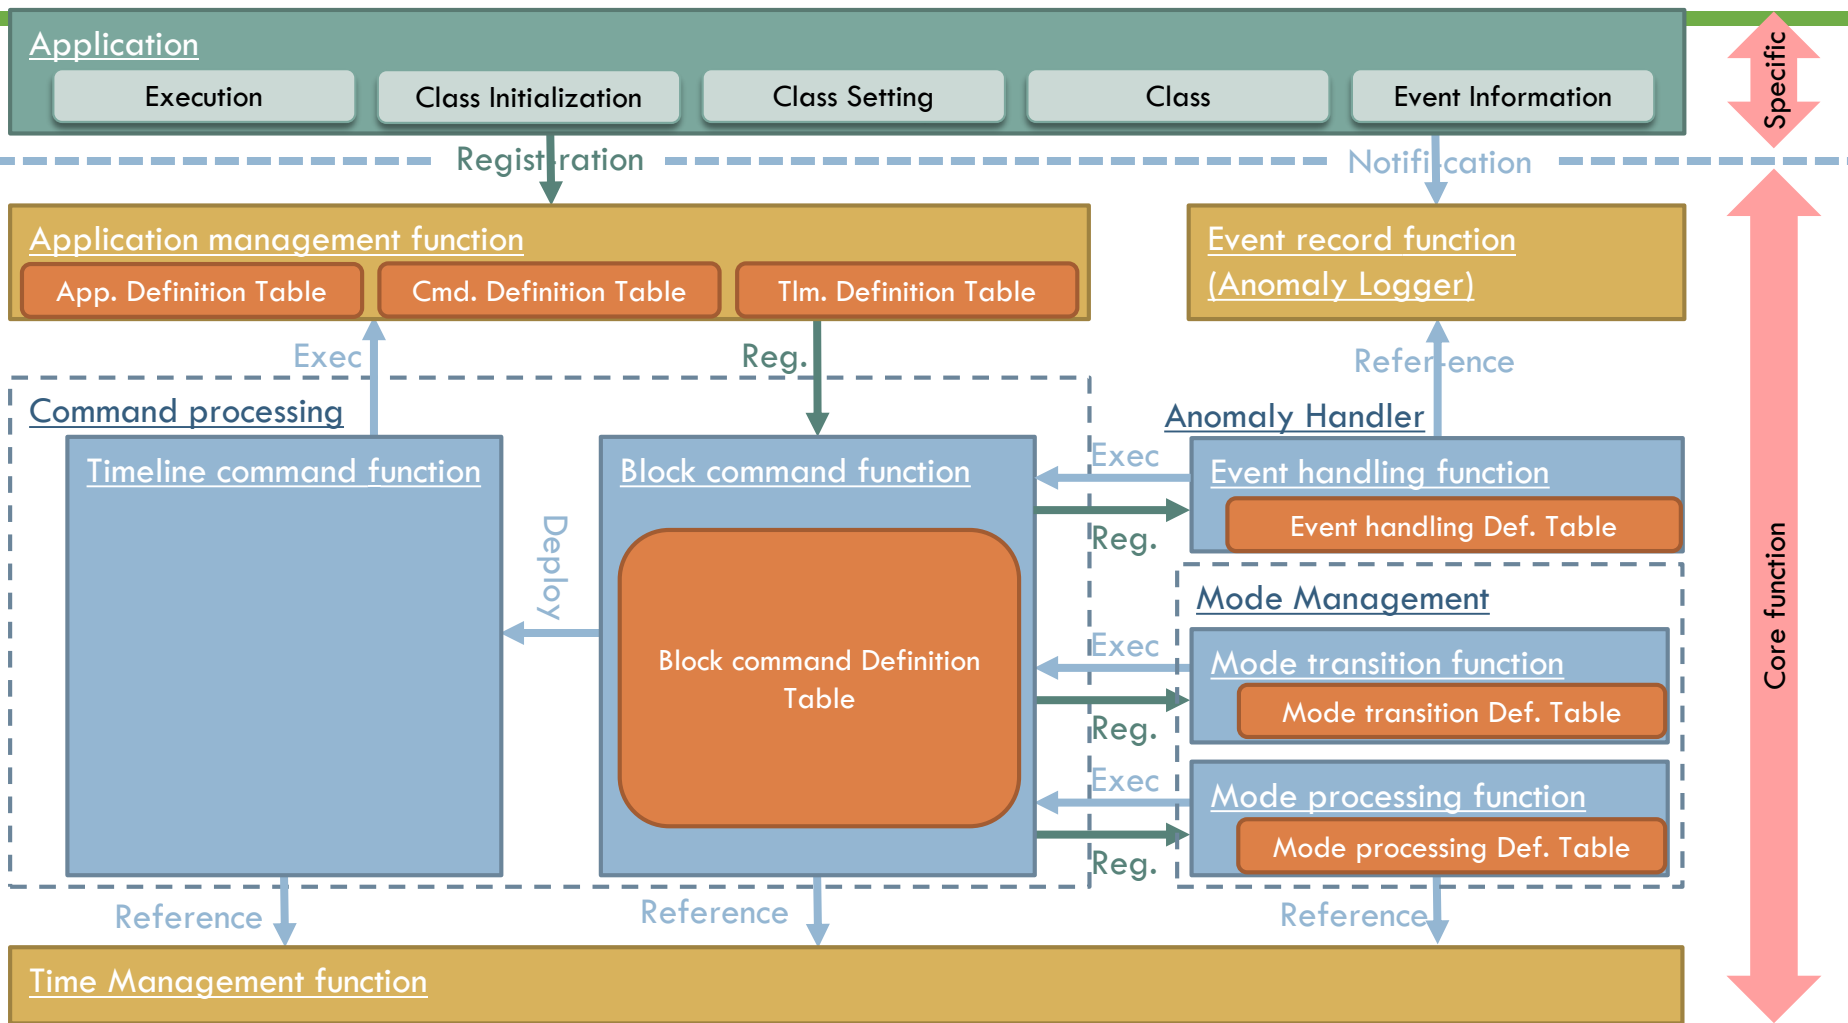 Application
Execution
Class Initialization
Class Setting
Class
Event Information
Specific
Registration
Notification
Application management function
App. Definition Table
Cmd. Definition Table
Tlm. Definition Table
Event record function
(Anomaly Logger)
Exec
Reg.
Reference
Command processing
Anomaly Handler
Timeline command function
Block command function
Exec
Event handling function
Event handling Def. Table
Reg.
Deploy
Block command Definition
Table
Mode Management
Exec
Mode transition function
Mode transition Def. Table
Reg.
Exec
Mode processing function
Mode processing Def. Table
Reg.
Core function
Reference
Reference
Reference
Time Management function